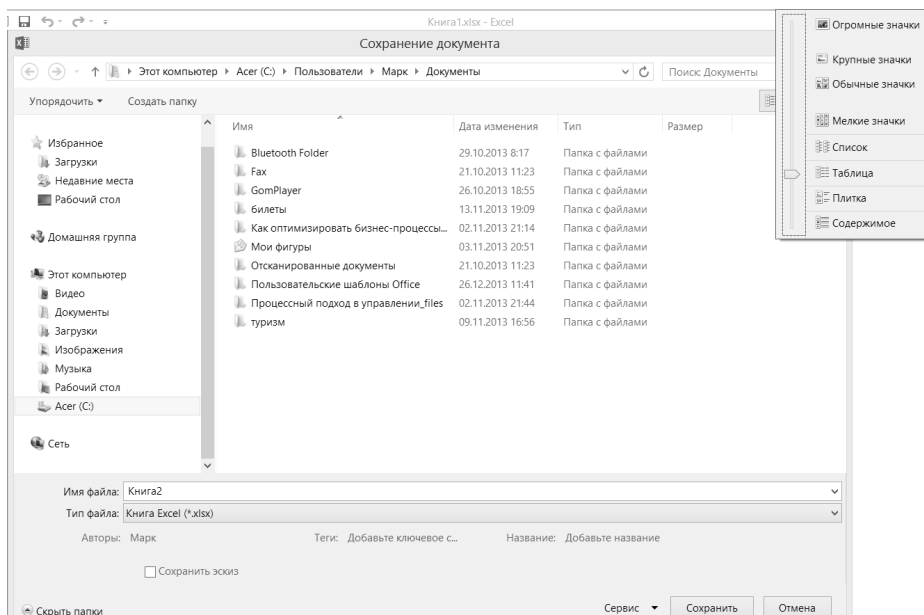 Книга1.xlsx - Excel
Сохранение документа
Этот компьютер Acer (C:) Пользователи Марк Документы
Поиск: Документы
Упорядочить Создать папку
Избранное
Загрузки
Недавние места
Рабочий стол
Домашняя группа
Этот компьютер
Видео
Документы
Загрузки
Изображения
Музыка
Рабочий стол
Acer (C:)
Сеть
Имя Дата изменения Тип Размер
Bluetooth Folder 29.10.2013 8:17 Папка с файлами
Fax 21.10.2013 11:23 Папка с файлами
GomPlayer 26.10.2013 18:55 Папка с файлами
билеты 13.11.2013 19:09 Папка с файлами
Как оптимизировать бизнес-процессы... 02.11.2013 21:14 Папка с файлами
Мои фигуры 03.11.2013 20:51 Папка с файлами
Отсканированные документы 21.10.2013 11:23 Папка с файлами
Пользовательские шаблоны Office 26.12.2013 11:41 Папка с файлами
Процессный подход в управлении_files 02.11.2013 21:44 Папка с файлами
туризм 09.11.2013 16:56 Папка с файлами
Огромные значки
Крупные значки
Обычные значки
Мелкие значки
Список
Таблица
Плитка
Содержимое
Имя файла: Книга2
Тип файла: Книга Excel (*.xlsx)
Авторы: Марк Теги: Добавьте ключевое с... Название: Добавьте название
Сохранить эскиз
Скрыть папки Сервис Сохранить Отмена